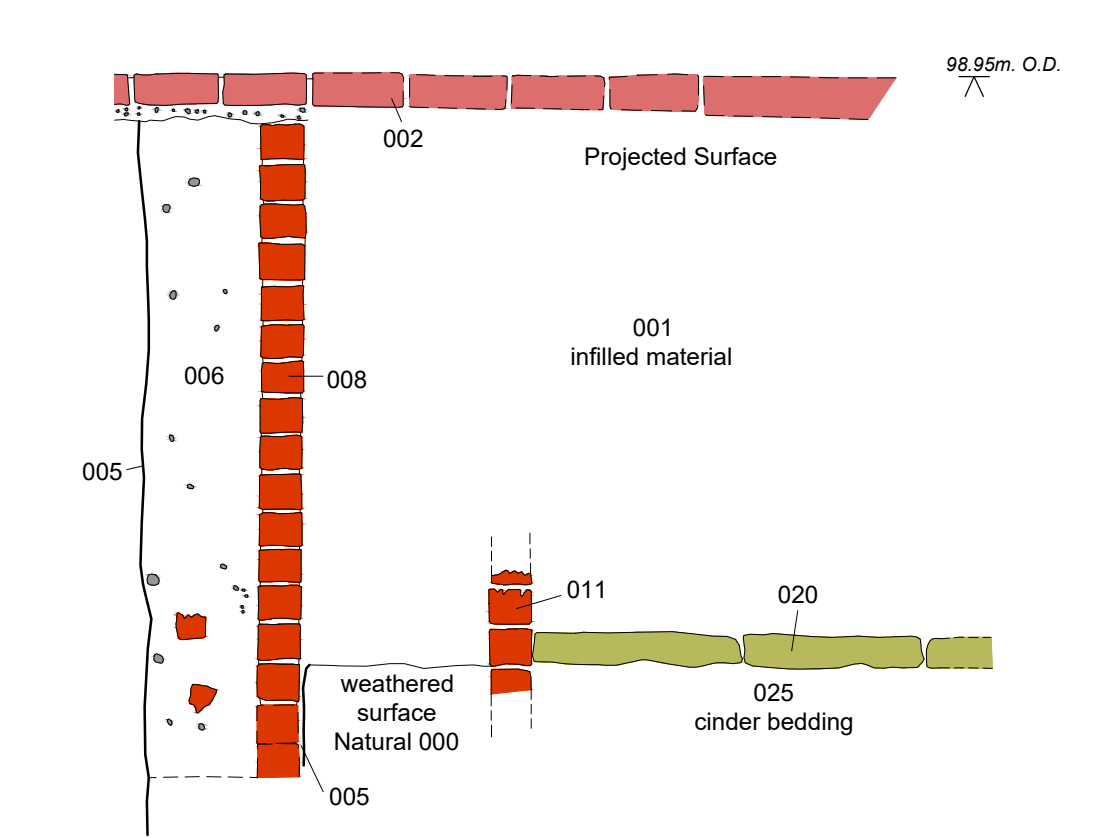 98.95m. O.D.
002
Projected Surface
001
infilled material
006
008
005
011
020
weathered
surface
Natural 000
025
cinder bedding
005